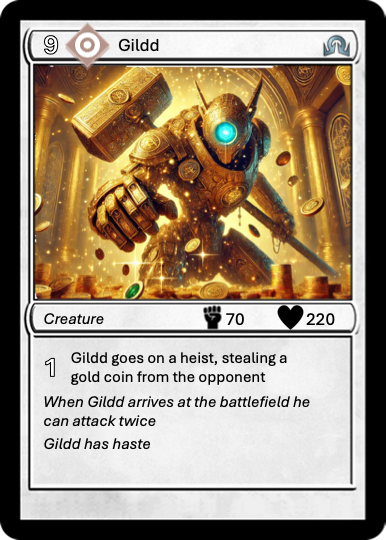 9 Gildd
Creature 70 220
1 Gildd goes on a heist, stealing a
gold coin from the opponent
When Gildd arrives at the battlefield he
can attack twice
Gildd has haste